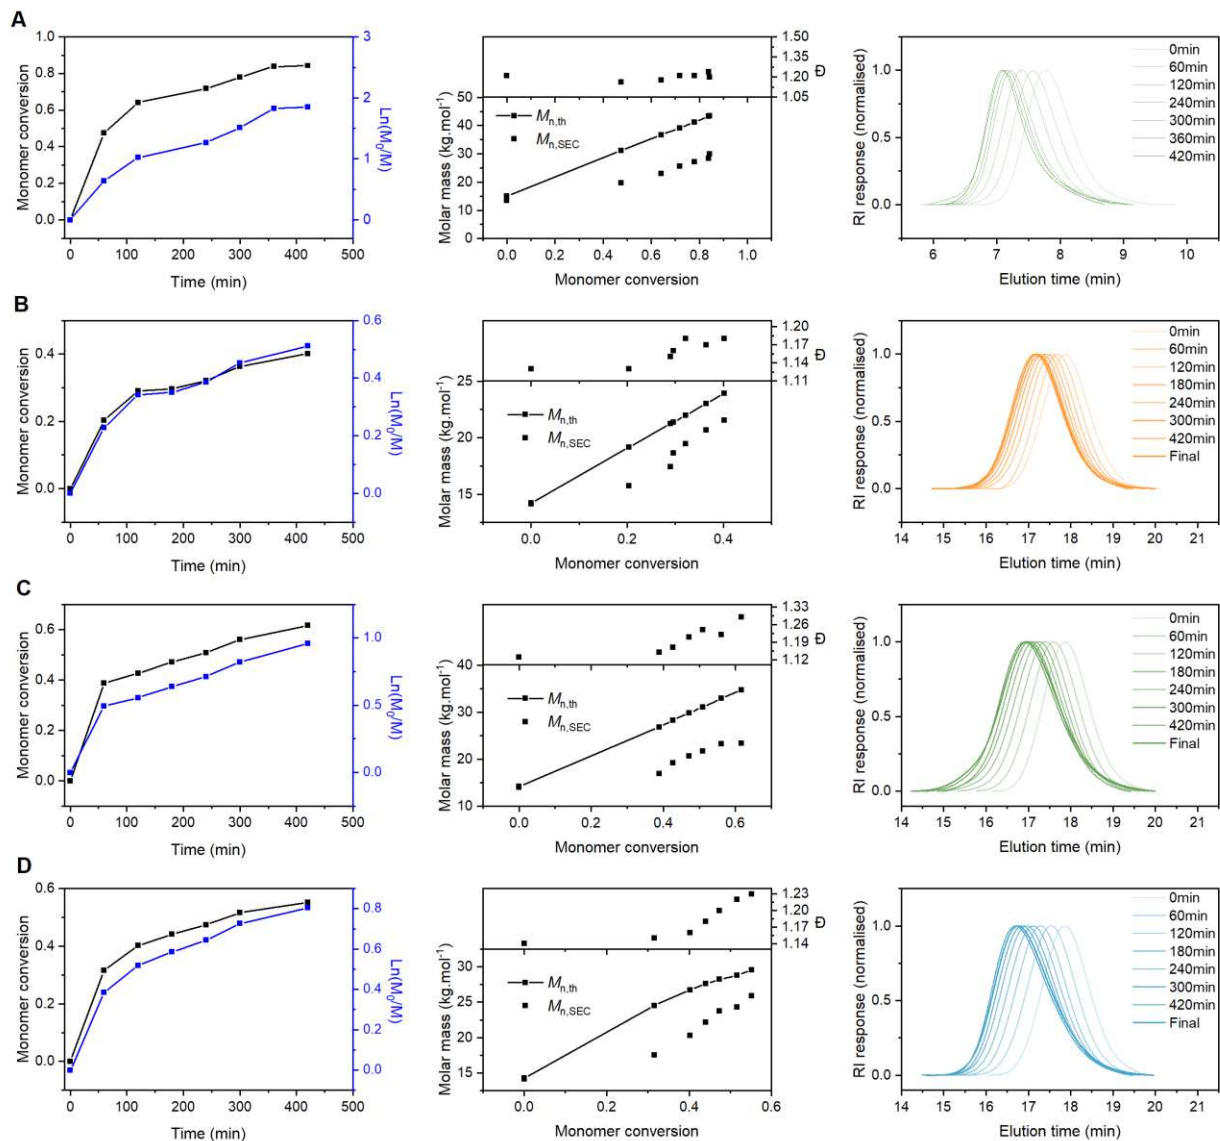 A
Monomer conversion
1.0
0.8
0.6
0.4
0.2
0.0
0 100 200 300 400 500
Time (min)
3
2
1
0
Ln(M0/M)
1.50
1.35
1.20
1.05
Đ
Molar mass (kg.mol-1)
50
40
30
20
10
0
Mn,th
Mn,SEC
0.0 0.2 0.4 0.6 0.8 1.0
Monomer conversion
RI response (normalised)
1.0
0.5
0.0
6 7 8 9 10
Elution time (min)
0min
60min
120min
240min
300min
360min
420min
B
Monomer conversion
0.4
0.2
0.0
0 100 200 300 400 500
Time (min)
0.6
0.4
0.2
0.0
Ln(M0/M)
1.20
1.17
1.14
1.11
Đ
Molar mass (kg.mol-1)
25
20
15
Mn,th
Mn,SEC
0.0 0.2 0.4
Monomer conversion
RI response (normalised)
1.0
0.5
0.0
14 15 16 17 18 19 20 21
Elution time (min)
0min
60min
120min
180min
240min
300min
420min
Final
C
Monomer conversion
0.6
0.4
0.2
0.0
0 100 200 300 400 500
Time (min)
1.0
0.5
0.0
Ln(M0/M)
1.33
1.26
1.19
1.12
Đ
Molar mass (kg.mol-1)
40
30
20
10
Mn,th
Mn,SEC
0.0 0.2 0.4 0.6
Monomer conversion
RI response (normalised)
1.0
0.5
0.0
14 15 16 17 18 19 20 21
Elution time (min)
0min
60min
120min
180min
240min
300min
420min
Final
D
Monomer conversion
0.6
0.4
0.2
0.0
0 100 200 300 400 500
Time (min)
0.8
0.6
0.4
0.2
0.0
Ln(M0/M)
1.23
1.20
1.17
1.14
Đ
Molar mass (kg.mol-1)
30
25
20
15
Mn,th
Mn,SEC
0.0 0.2 0.4 0.6
Monomer conversion
RI response (normalised)
1.0
0.5
0.0
14 15 16 17 18 19 20 21
Elution time (min)
0min
60min
120min
180min
240min
300min
420min
Final